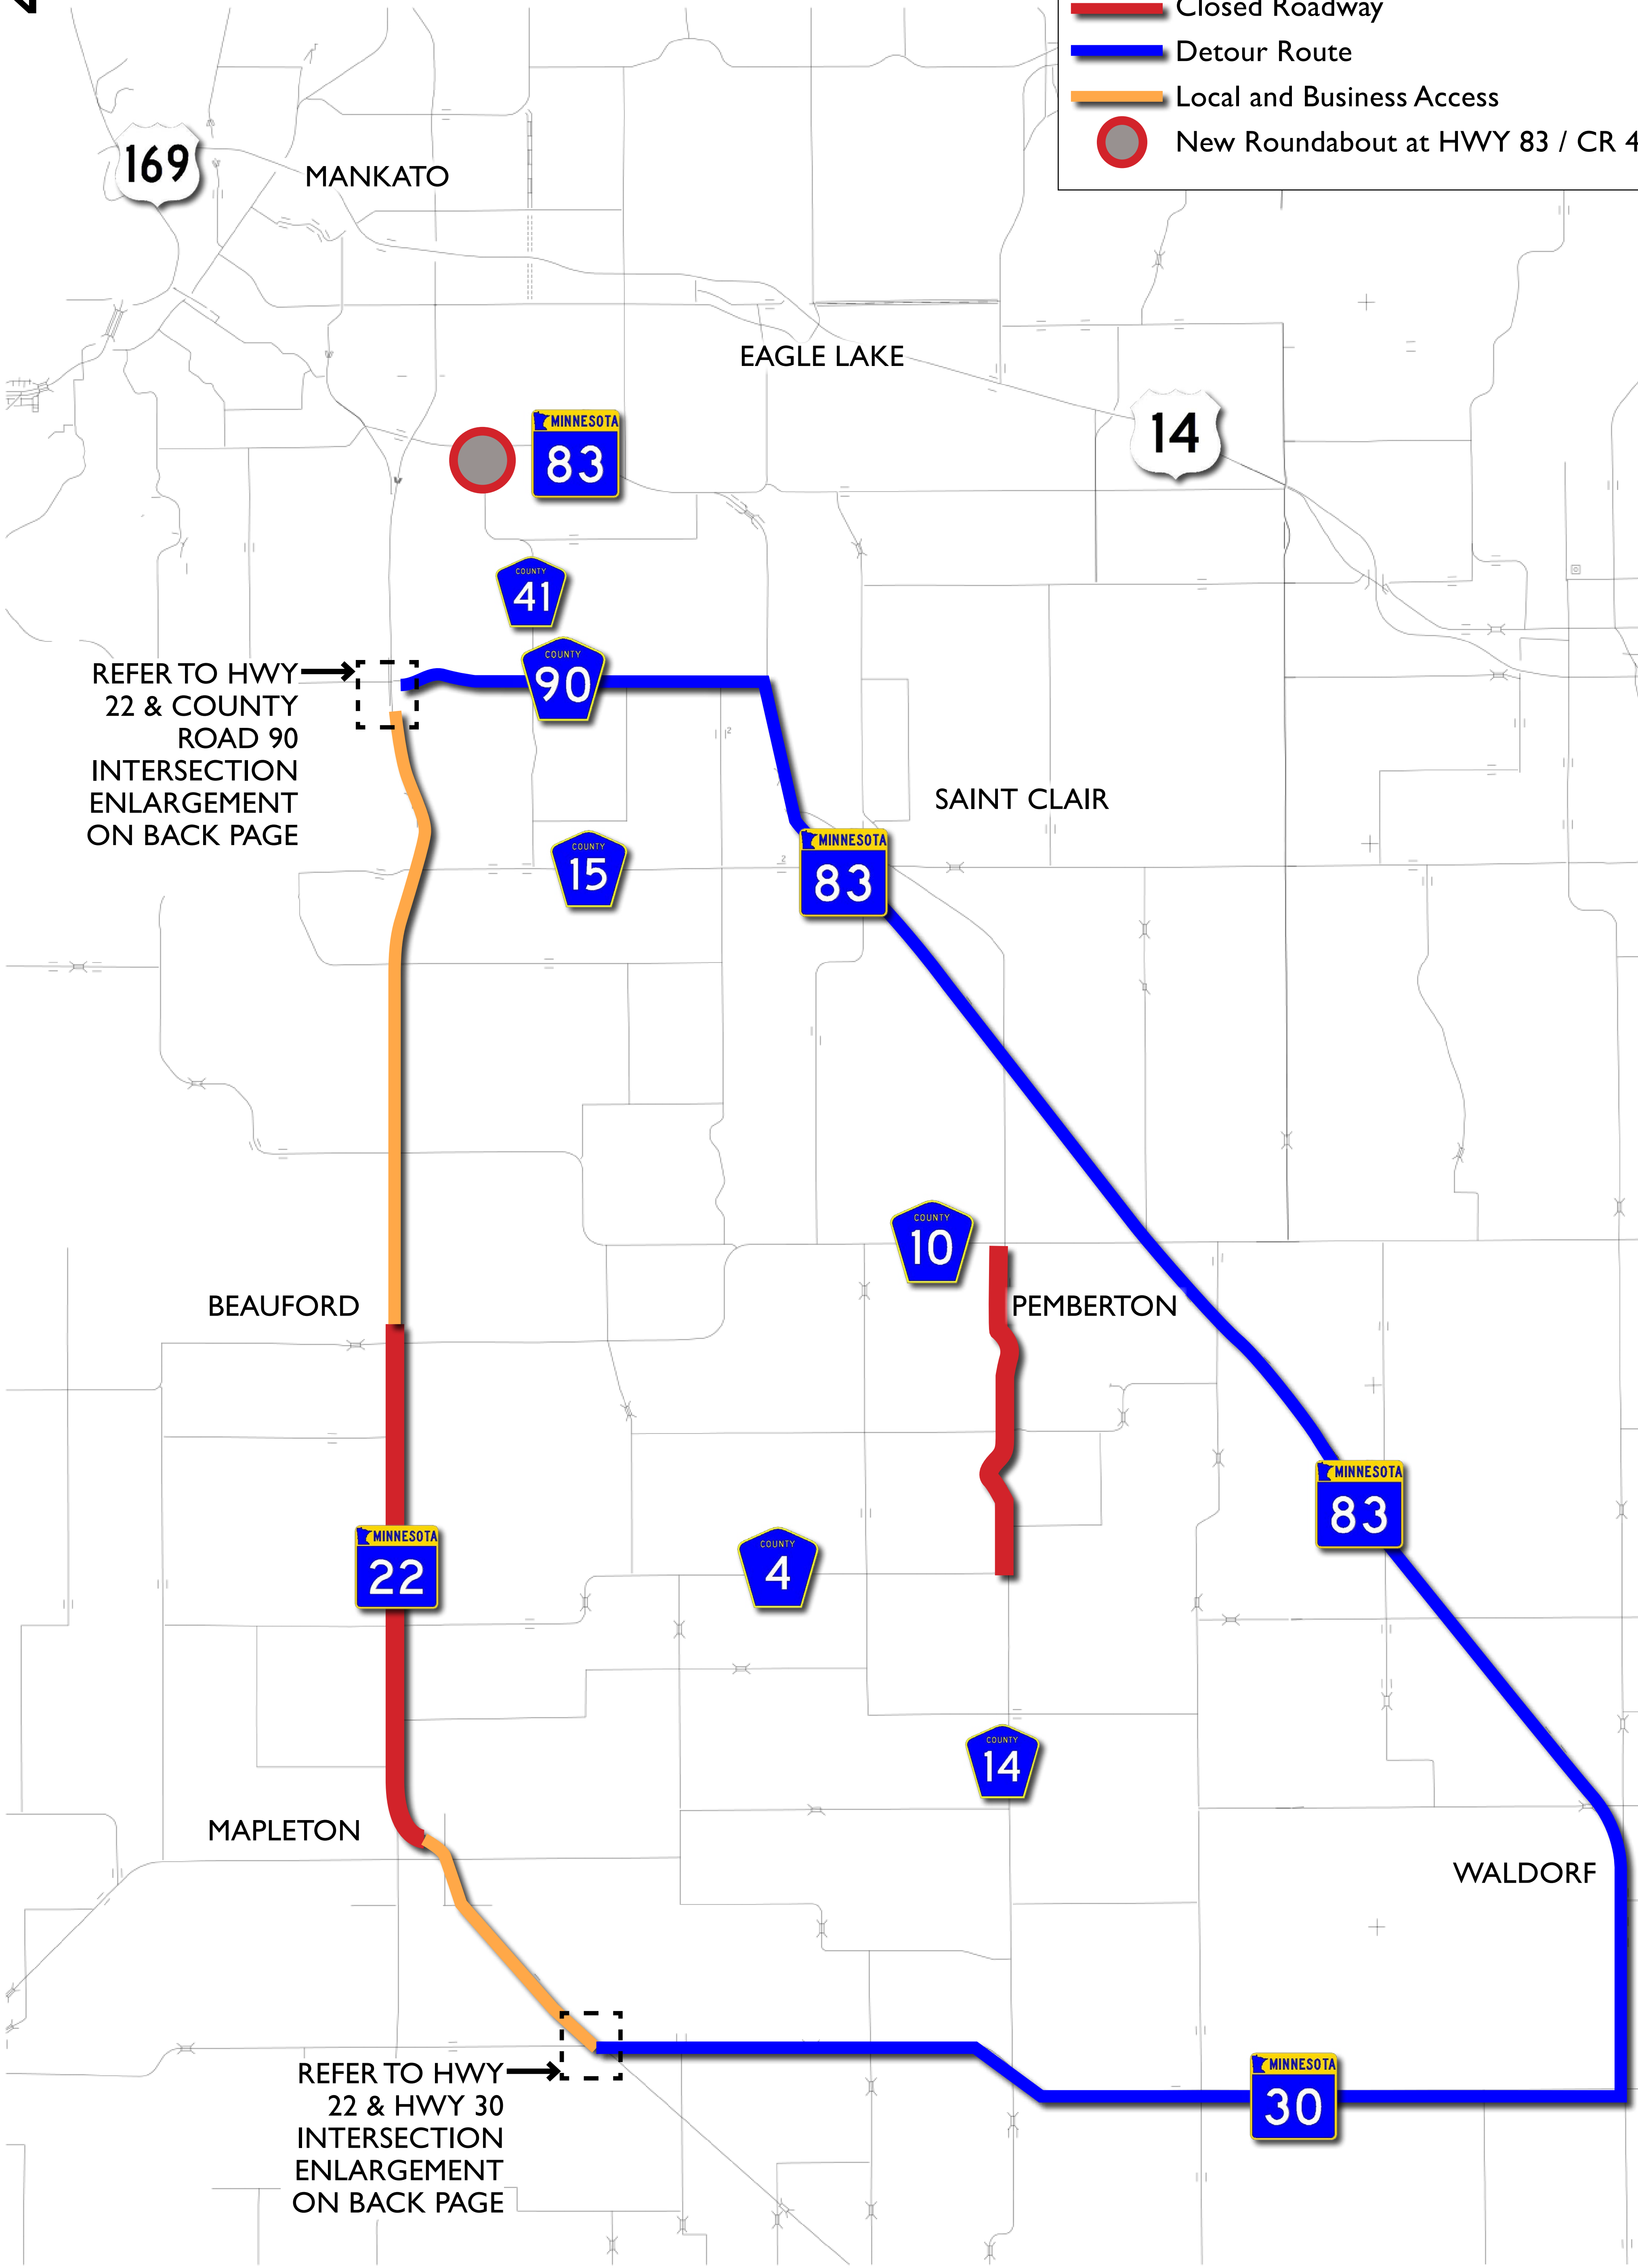 Closed Roadway
Detour Route
Local and Business Access
New Roundabout at HWY 83 / CR 4
169
MANKATO
EAGLE LAKE
14
MINNESOTA
83
COUNTY
41
COUNTY
90
REFER TO HWY
22 & COUNTY
ROAD 90
INTERSECTION
ENLARGEMENT
ON BACK PAGE
SAINT CLAIR
MINNESOTA
83
COUNTY
15
2
2
COUNTY
10
BEAUFORD
PEMBERTON
MINNESOTA
83
MINNESOTA
22
COUNTY
4
COUNTY
14
MAPLETON
WALDORF
REFER TO HWY
22 & HWY 30
INTERSECTION
ENLARGEMENT
ON BACK PAGE
MINNESOTA
30